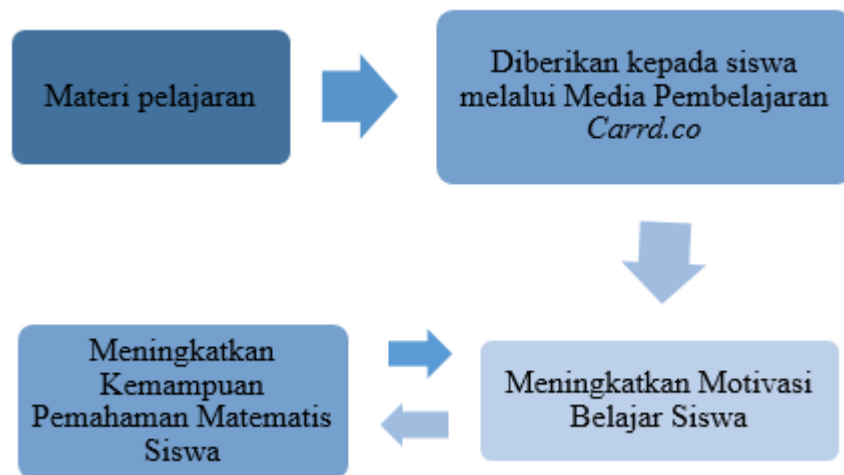 Materi pelajaran
Diberikan kepada siswa
melalui Media Pembelajaran
Carrd.co
Meningkatkan
Kemampuan
Pemahaman Matematis
Siswa
Meningkatkan Motivasi
Belajar Siswa